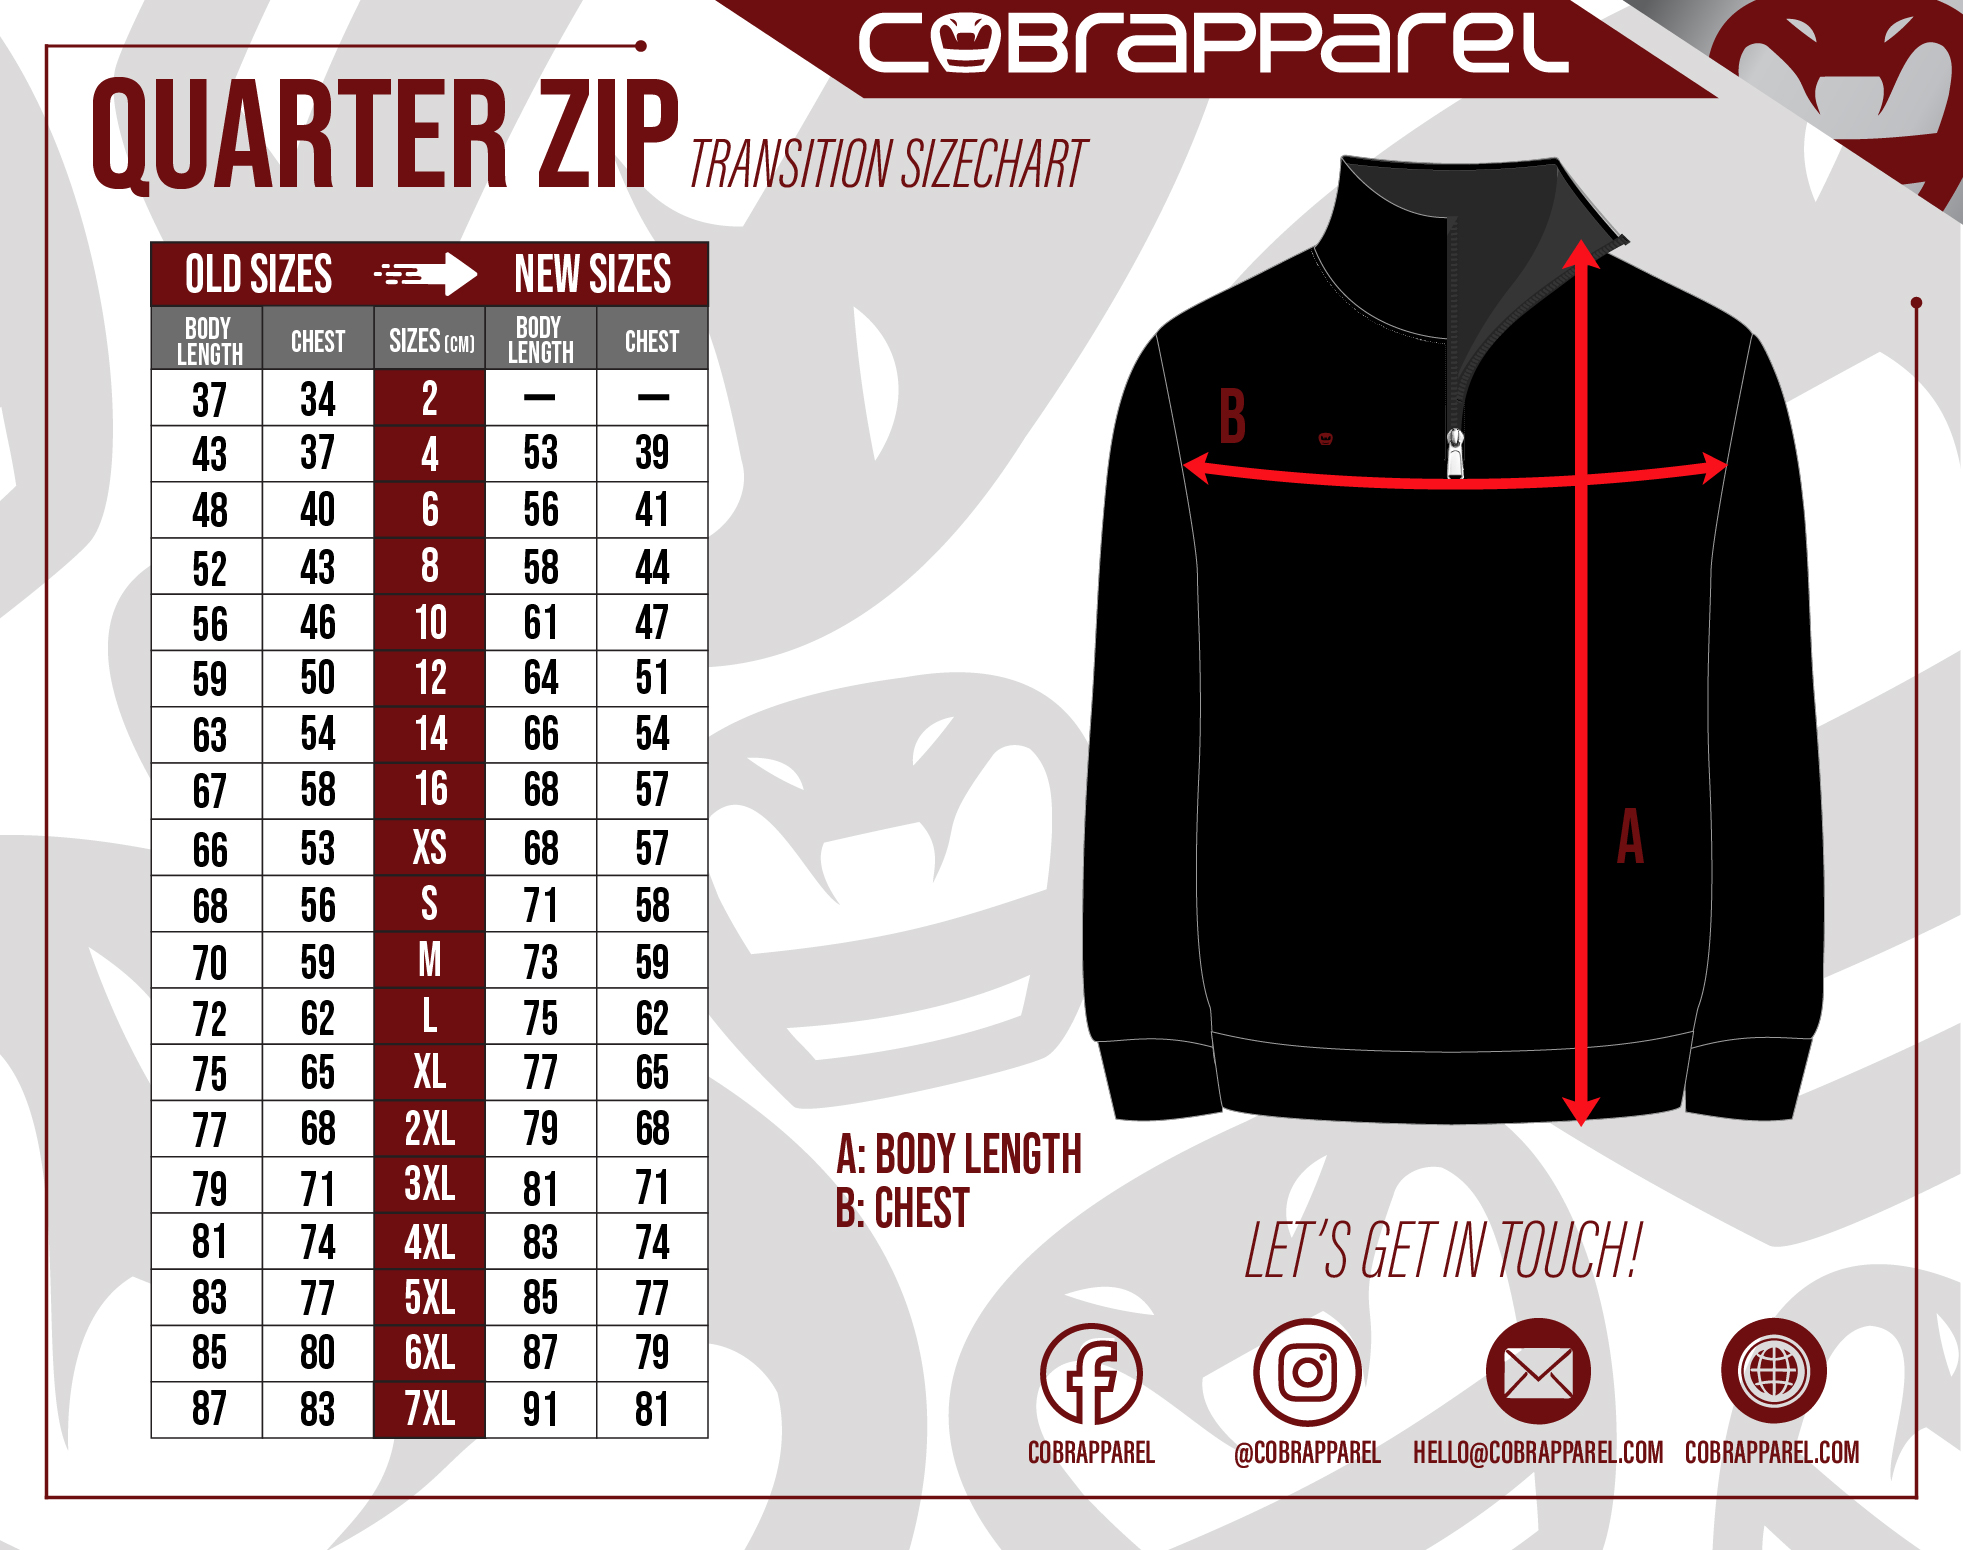 COBRAPPAREL
QUARTER ZIP TRANSITION SIZECHART
OLD SIZES NEW SIZES
BODY LENGTH CHEST SIZES (CM) BODY LENGTH CHEST
37 34 2 — —
43 37 4 53 39
48 40 6 56 41
52 43 8 58 44
56 46 10 61 47
59 50 12 64 51
63 54 14 66 54
67 58 16 68 57
66 53 XS 68 57
68 56 S 71 58
70 59 M 73 59
72 62 L 75 62
75 65 XL 77 65
77 68 2XL 79 68
79 71 3XL 81 71
81 74 4XL 83 74
83 77 5XL 85 77
85 80 6XL 87 79
87 83 7XL 91 81
B
A
A: BODY LENGTH
B: CHEST
LET'S GET IN TOUCH!
COBRAPPAREL @COBRAPPAREL HELLO@COBRAPPAREL.COM COBRAPPAREL.COM